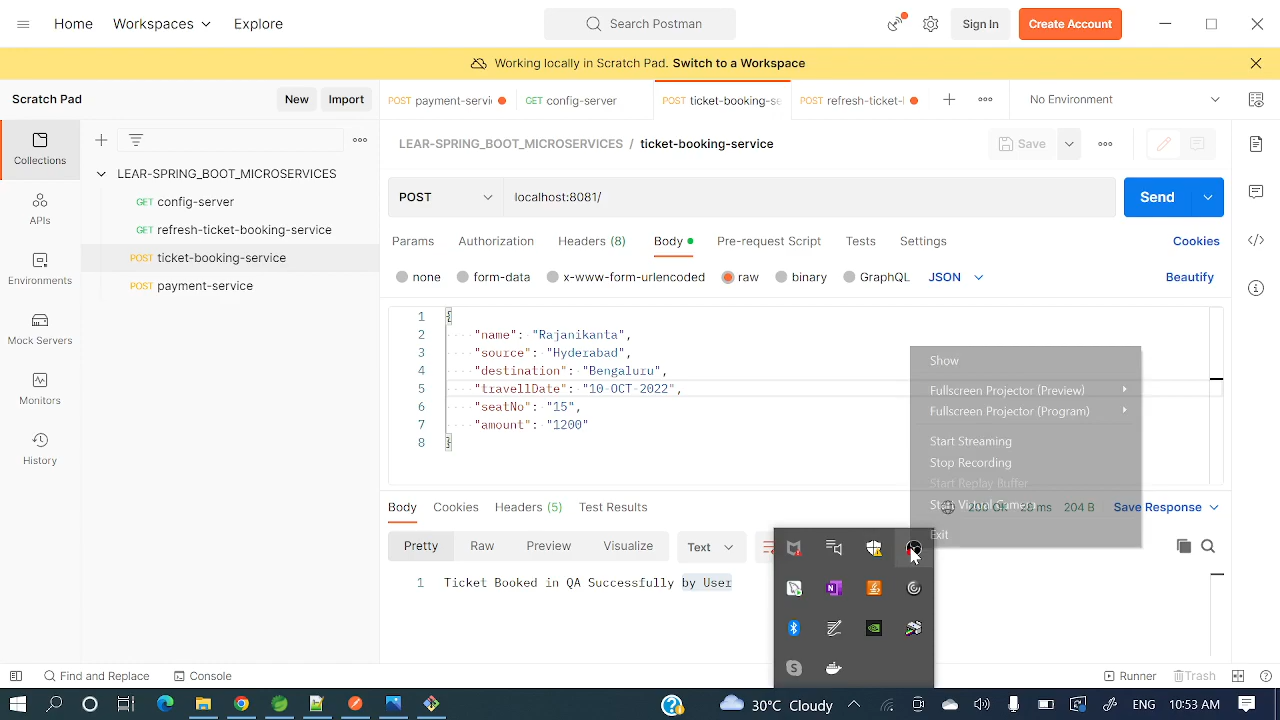 Home Workspaces Explore Search Postman Sign In Create Account
Working locally in Scratch Pad. Switch to a Workspace
Scratch Pad New Import POST payment-servi GET config-server POST ticket-booking-se POST refresh-ticket-l No Environment
LEAR-SPRING_BOOT_MICROSERVICES / ticket-booking-service Save
Collections
APIs
Environments
Mock Servers
Monitors
History
LEAR-SPRING_BOOT_MICROSERVICES
GET config-server
GET refresh-ticket-booking-service
POST ticket-booking-service
POST payment-service
POST localhost:8081/ Send
Params Authorization Headers (8) Body Pre-request Script Tests Settings Cookies
none form-data x-www-form-urlencoded raw binary GraphQL JSON Beautify
1 {
2 "name": "Rajanikanta",
3 "source": "Hyderabad",
4 "destination": "Bengaluru",
5 "travellDate": "10-OCT-2022",
6 "seatNo": "15",
7 "amount": "1200"
8 }
Show
Fullscreen Projector (Preview)
Fullscreen Projector (Program)
Start Streaming
Stop Recording
Start Replay Buffer
Start Virtual Camera
Exit
Body Cookies Headers (5) Test Results 200 OK ms 204 B Save Response
Pretty Raw Preview Visualize Text
1 Ticket Booked in QA Successfully by User
Find and Replace Console Runner Trash
30°C Cloudy ENG 10:53 AM